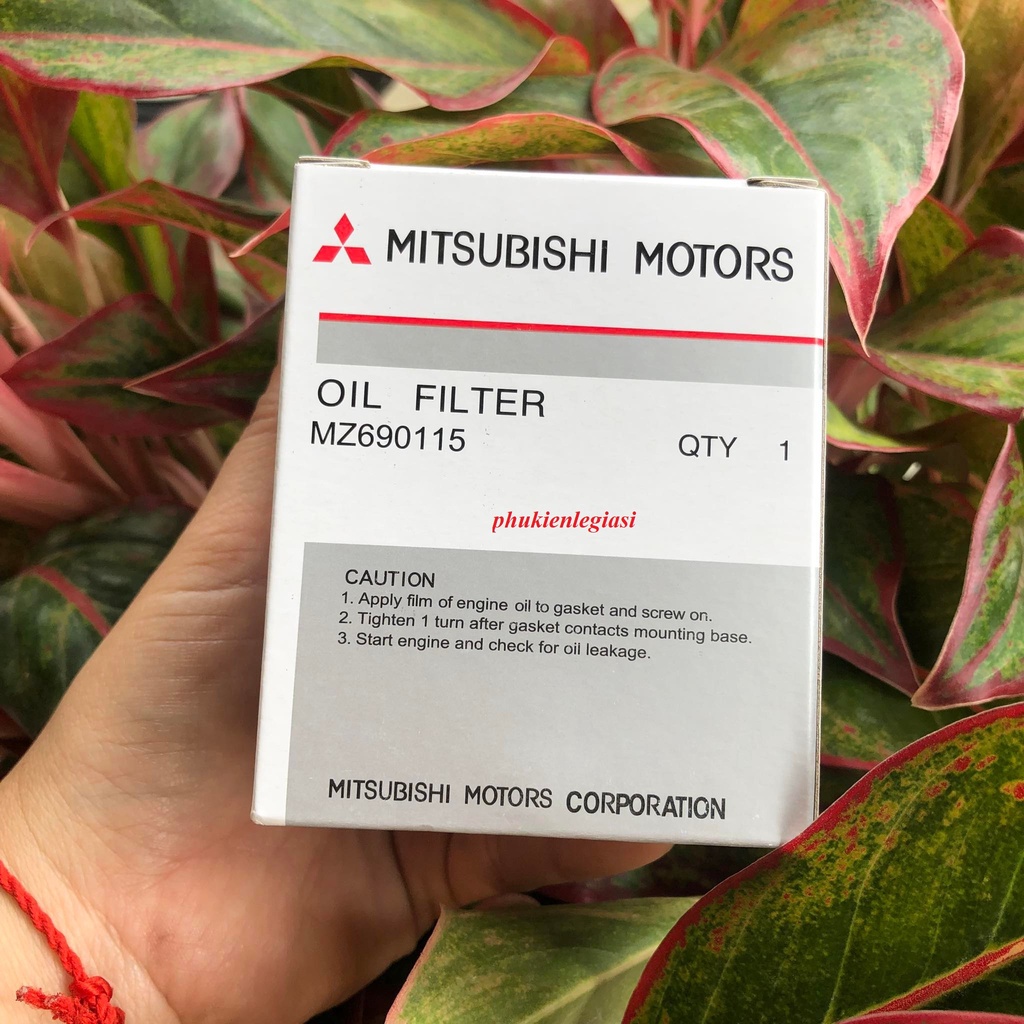 MITSUBISHI MOTORS
OIL FILTER
MZ690115
QTY 1
phukienlegiasi
CAUTION
1. Apply film of engine oil to gasket and screw on.
2. Tighten 1 turn after gasket contacts mounting base.
3. Start engine and check for oil leakage.
MITSUBISHI MOTORS CORPORATION